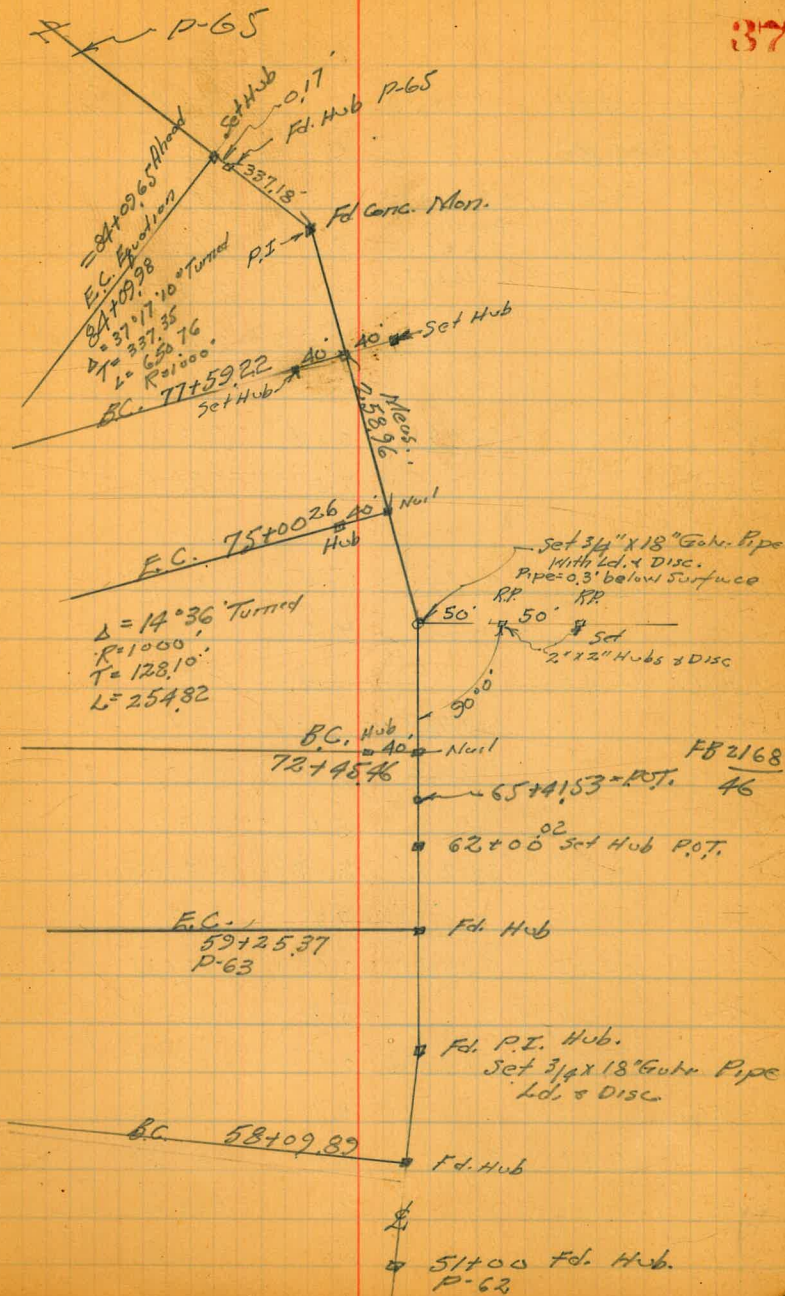 37
P-65
Set Hub
0.17'
Fd. Hub P-65
337.18'
= 84+09.65 Ahead
E.C. Equation
84+09.98
Δ = 37°17'10" Turned
T = 337.35
L = 650.76
R = 1000'
P.I
Fd Conc. Mon.
40' 40' Set Hub
B.C. 77+59.22
Set Hub
Meas.
258.96
E.C. 75+00.26 40' Nail
Hub
Set 3/4" x 18" Galv. Pipe
With Ld. & Disc.
Pipe = 0.3' below Surface
R.P. R.P.
50' 50'
Set
2" x 2" Hubs & Disc
90°0'
Δ = 14°36' Turned
R = 1000'
T = 128.10'
L = 254.82
B.C. Hub 40' Nail
72+45.46
FB 2168
46
65+41.53 = P.O.T.
62+00.02 Set Hub P.O.T.
E.C. Fd. Hub
59+25.37
P-63
Fd. P.I. Hub.
Set 3/4 x 18" Galv. Pipe
Ld. & Disc
B.C. 58+09.89
Fd. Hub
51+00 Fd. Hub.
P-62